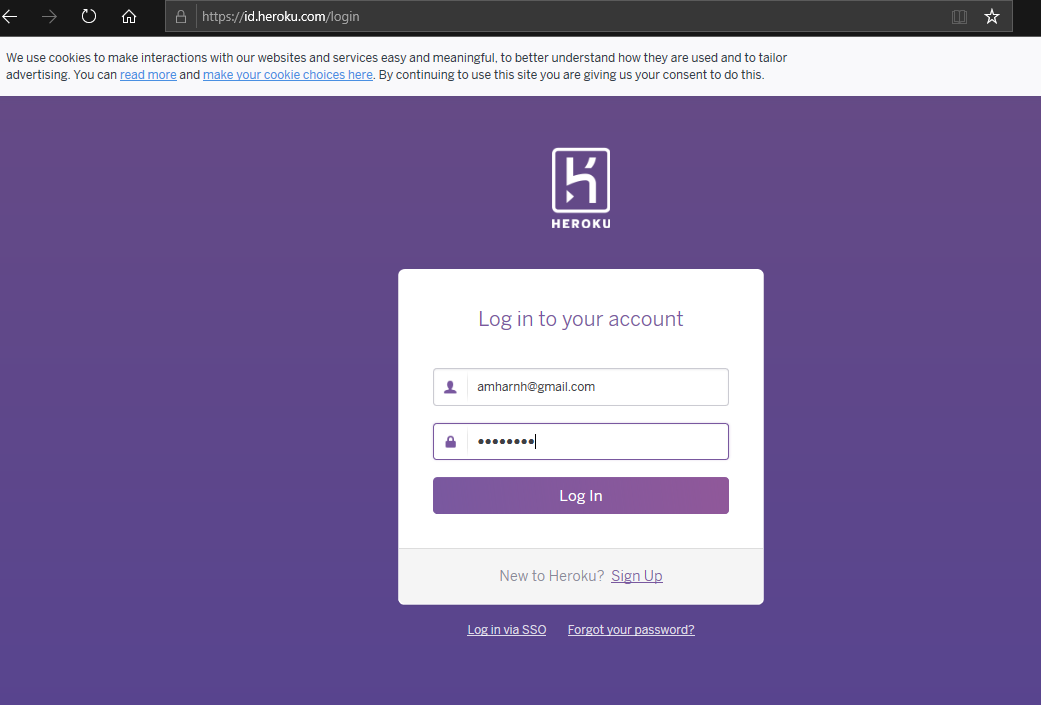 https://id.heroku.com/login
We use cookies to make interactions with our websites and services easy and meaningful, to better understand how they are used and to tailor
advertising. You can read more and make your cookie choices here. By continuing to use this site you are giving us your consent to do this.
HEROKU
Log in to your account
amharnh@gmail.com
••••••••
Log In
New to Heroku? Sign Up
Log in via SSO Forgot your password?